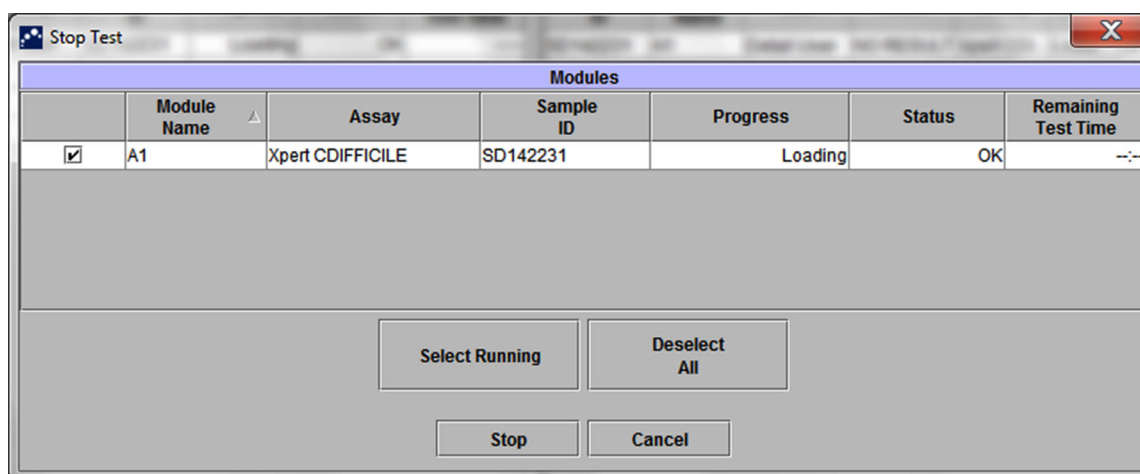 Stop Test
Modules
Module Name Assay Sample ID Progress Status Remaining Test Time
A1 Xpert CDIFFICILE SD142231 Loading OK --:--
Select Running
Deselect
All
Stop
Cancel